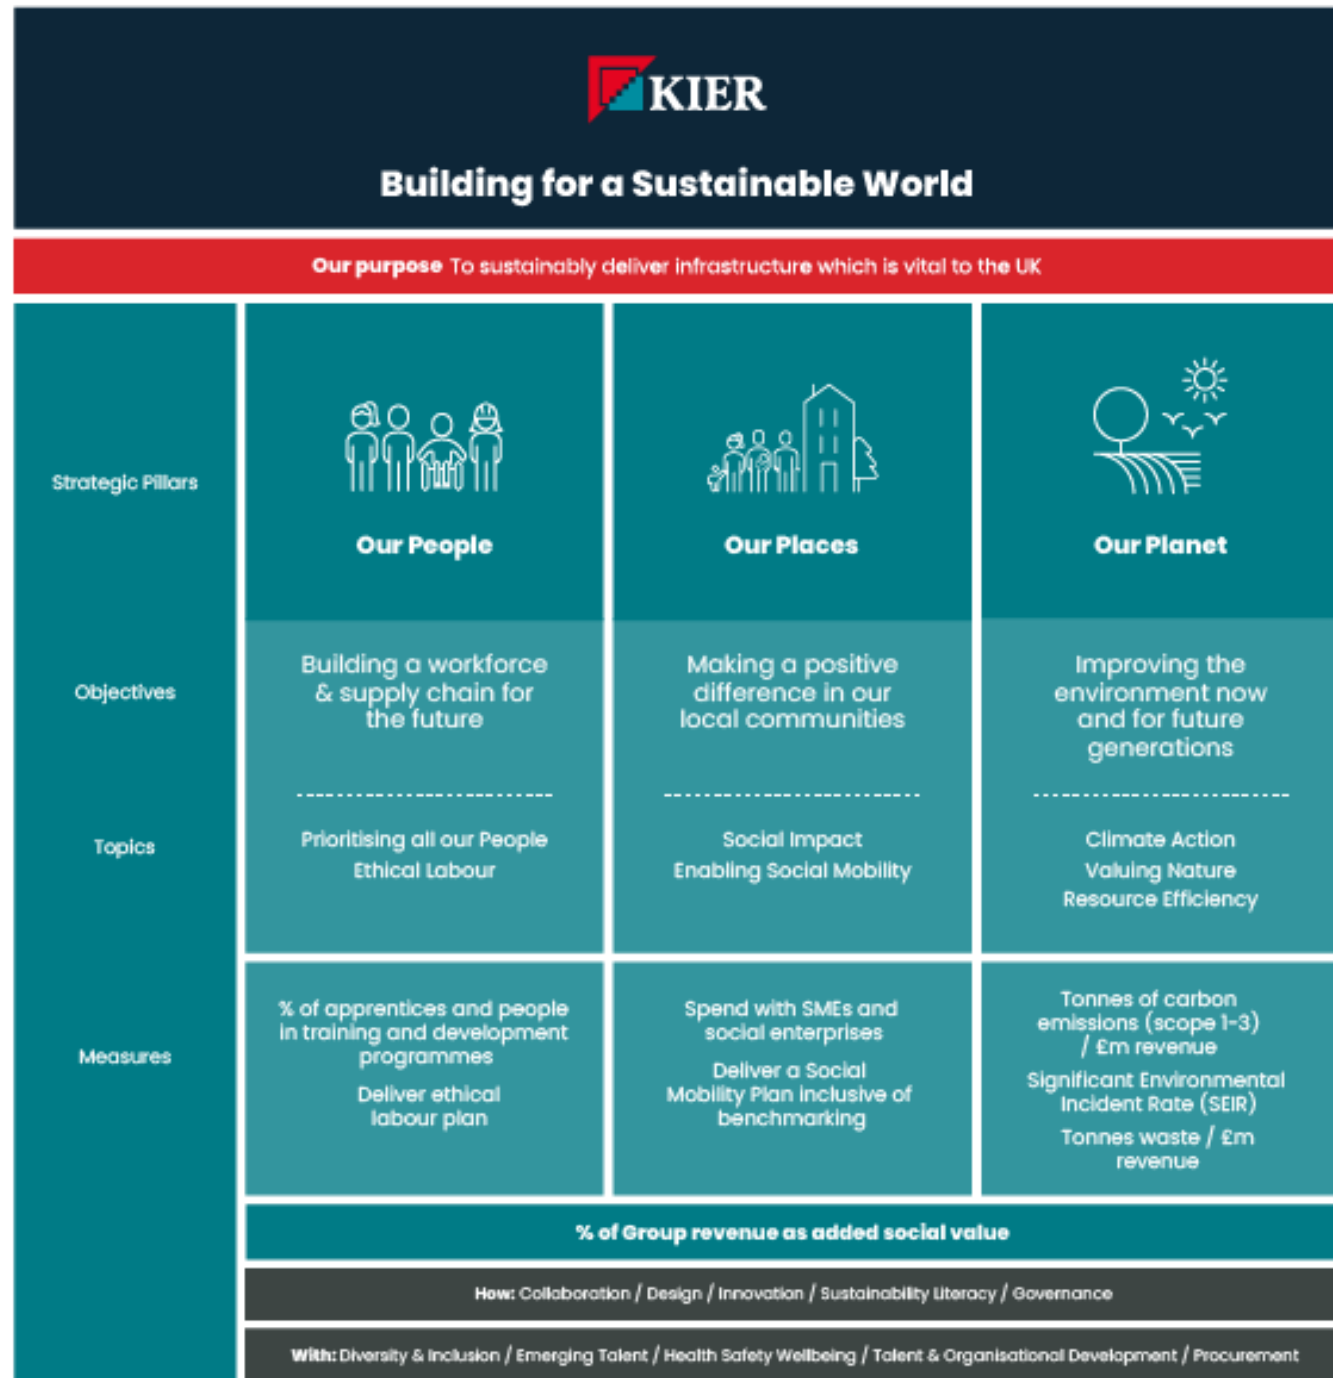 KIER
Building for a Sustainable World
Our purpose To sustainably deliver infrastructure which is vital to the UK
Strategic Pillars
Our People
Our Places
Our Planet
Objectives
Building a workforce
& supply chain for
the future
Making a positive
difference in our
local communities
Improving the
environment now
and for future
generations
Topics
Prioritising all our People
Ethical Labour
Social Impact
Enabling Social Mobility
Climate Action
Valuing Nature
Resource Efficiency
Measures
% of apprentices and people
in training and development
programmes
Deliver ethical
labour plan
Spend with SMEs and
social enterprises
Deliver a Social
Mobility Plan inclusive of
benchmarking
Tonnes of carbon
emissions (scope 1-3)
/ £m revenue
Significant Environmental
Incident Rate (SEIR)
Tonnes waste / £m
revenue
% of Group revenue as added social value
How: Collaboration / Design / Innovation / Sustainability Literacy / Governance
With: Diversity & Inclusion / Emerging Talent / Health Safety Wellbeing / Talent & Organisational Development / Procurement